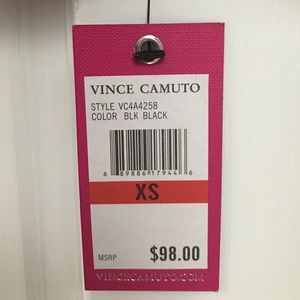 VINCE CAMUTO
STYLE VC4A4258
COLOR BLK BLACK
6 89886 17944 6
XS
MSRP $98.00
VINCECAMUTO.COM